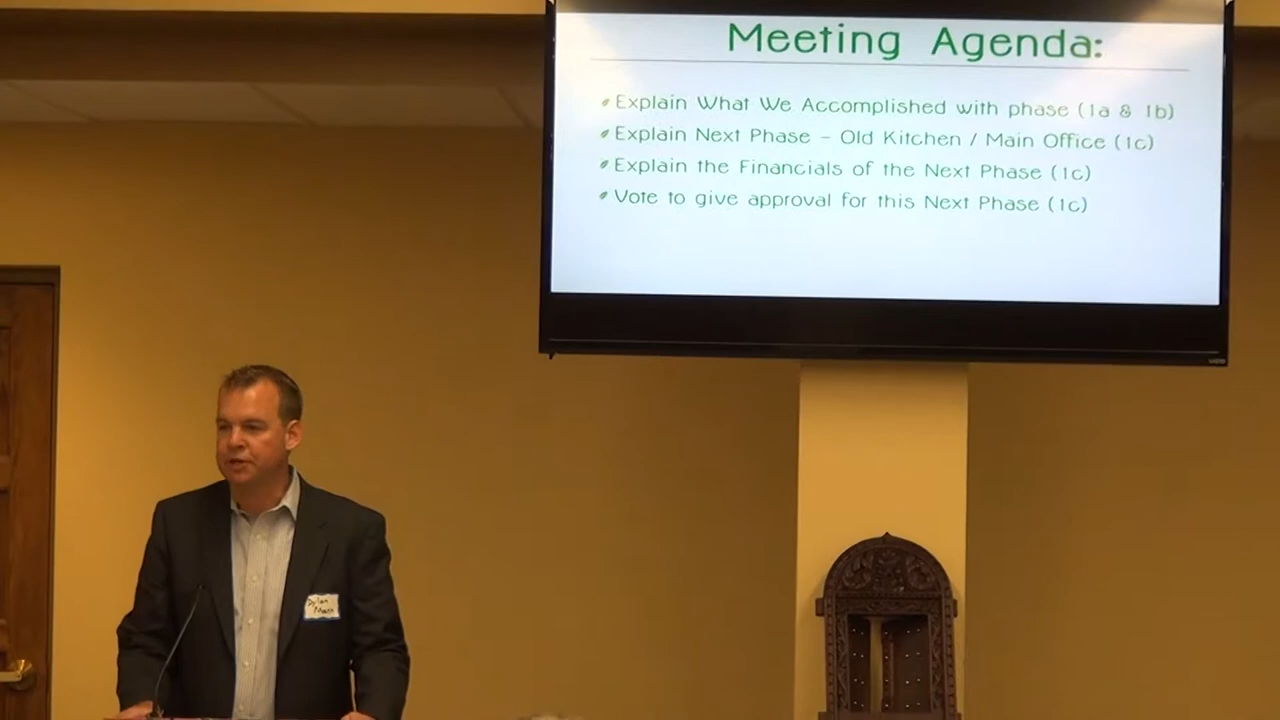 Meeting Agenda:
Explain What We Accomplished with phase (1a & 1b)
Explain Next Phase – Old Kitchen / Main Office (1c)
Explain the Financials of the Next Phase (1c)
Vote to give approval for this Next Phase (1c)
Dylan